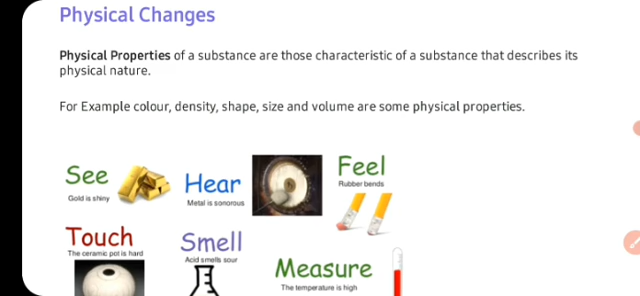 Physical Changes
Physical Properties of a substance are those characteristic of a substance that describes its
physical nature.
For Example colour, density, shape, size and volume are some physical properties.
See
Gold is shiny
Hear
Metal is sonorous
Feel
Rubber bends
Touch
The ceramic pot is hard
Smell
Acid smells sour
Measure
The temperature is high